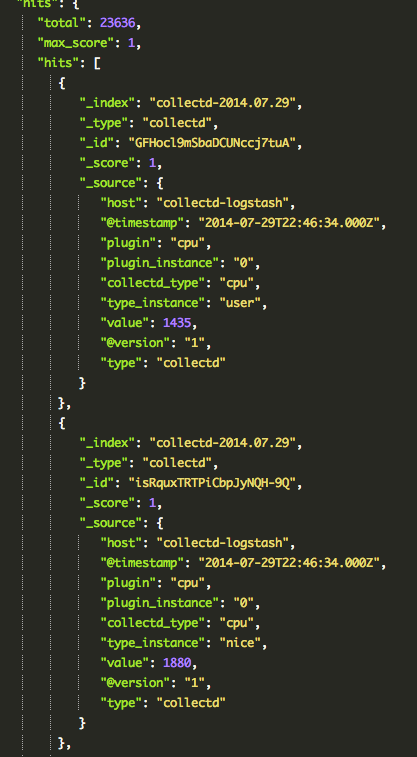 "hits": {
"total": 23636,
"max_score": 1,
"hits": [
{
"_index": "collectd-2014.07.29",
"_type": "collectd",
"_id": "GFHocl9mSbaDCUNccj7tuA",
"_score": 1,
"_source": {
"host": "collectd-logstash",
"@timestamp": "2014-07-29T22:46:34.000Z",
"plugin": "cpu",
"plugin_instance": "0",
"collectd_type": "cpu",
"type_instance": "user",
"value": 1435,
"@version": "1",
"type": "collectd"
}
},
{
"_index": "collectd-2014.07.29",
"_type": "collectd",
"_id": "isRquxTRTPiCbpJyNQH-9Q",
"_score": 1,
"_source": {
"host": "collectd-logstash",
"@timestamp": "2014-07-29T22:46:34.000Z",
"plugin": "cpu",
"plugin_instance": "0",
"collectd_type": "cpu",
"type_instance": "nice",
"value": 1880,
"@version": "1",
"type": "collectd"
}
},